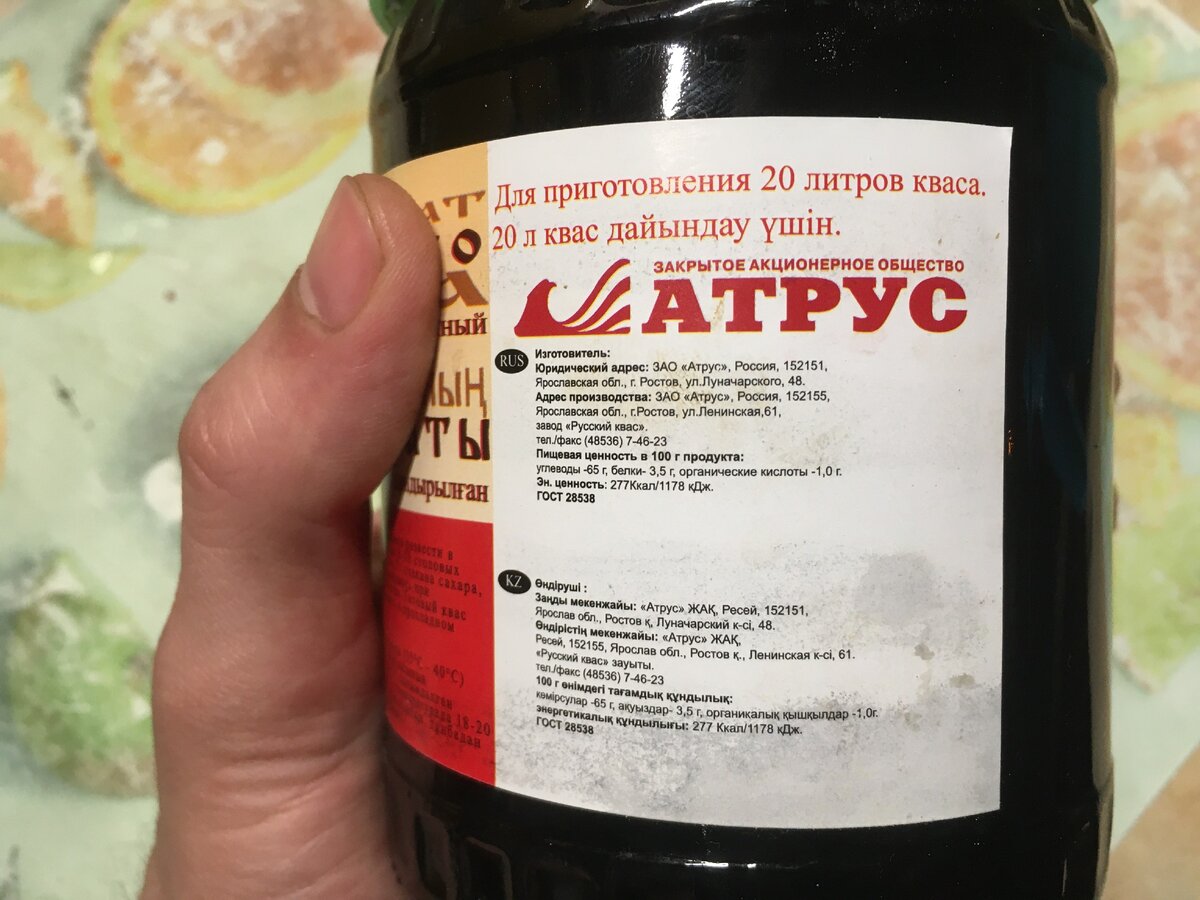 Для приготовления 20 литров кваса.
20 л квас дайындау үшін.
ЗАКРЫТОЕ АКЦИОНЕРНОЕ ОБЩЕСТВО
АТРУС
RUS
Изготовитель:
Юридический адрес: ЗАО «Атрус», Россия, 152151,
Ярославская обл., г. Ростов, ул.Луначарского, 48.
Адрес производства: ЗАО «Атрус», Россия, 152155,
Ярославская обл., г.Ростов, ул.Ленинская,61,
завод «Русский квас».
тел./факс (48536) 7-46-23
Пищевая ценность в 100 г продукта:
углеводы -65 г, белки- 3,5 г, органические кислоты -1,0 г.
Эн. ценность: 277Ккал/1178 кДж.
ГОСТ 28538
KZ
Өндіруші :
Заңды мекенжайы: «Атрус» ЖАҚ, Ресей, 152151,
Ярослав обл., Ростов қ, Луначарский к-сі, 48.
Өндірістің мекенжайы: «Атрус» ЖАҚ,
Ресей, 152155, Ярослав обл., Ростов қ., Ленинская к-сі, 61.
«Русский квас» зауыты.
тел./факс (48536) 7-46-23
100 г өнімдегі тағамдық құндылық:
көмірсулар -65 г, ақуыздар- 3,5 г, органикалық қышқылдар -1,0г.
энергетикалық құндылығы: 277 Ккал/1178 кДж.
ГОСТ 28538
сахара,
квас
40°C)
18-20